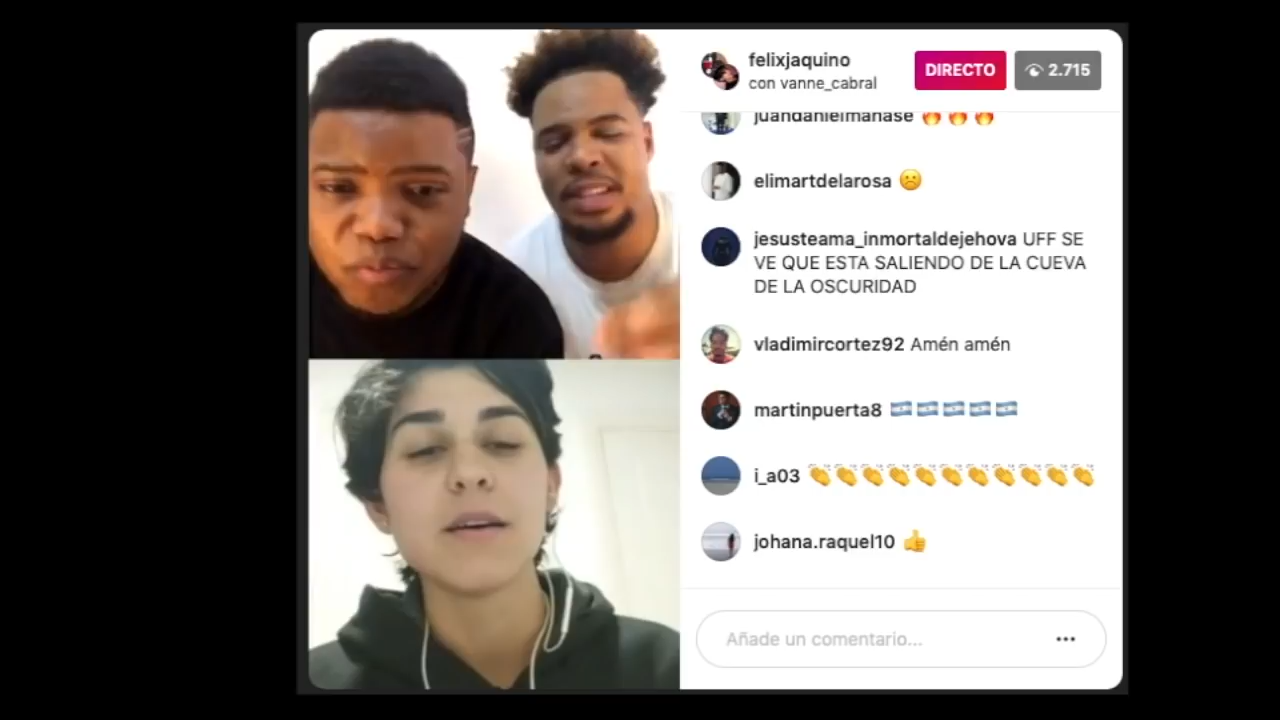 felixjaquino
con vanne_cabral
DIRECTO
2.715
juandanielmanase 🔥🔥🔥
elimartdelarosa ☹️
jesusteama_inmortaldejehova UFF SE
VE QUE ESTA SALIENDO DE LA CUEVA
DE LA OSCURIDAD
vladimircortez92 Amén amén
martinpuerta8 🇦🇷🇦🇷🇦🇷🇦🇷🇦🇷
i_a03 👏👏👏👏👏👏👏👏👏👏👏
johana.raquel10 👍
Añade un comentario...